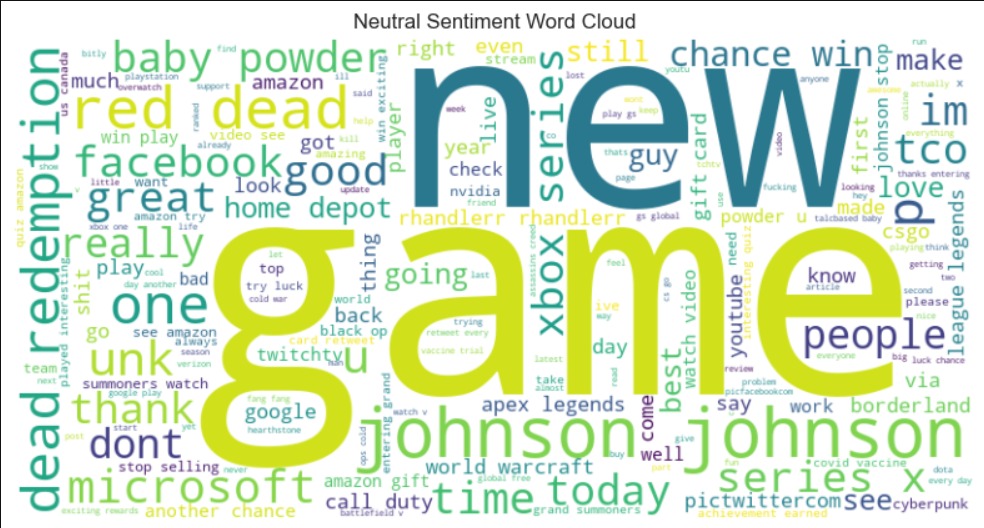 Neutral Sentiment Word Cloud
new
game
johnson johnson
dead redemption
red dead
baby powder
facebook
great
good
home depot
really
one
unk
thank
dont
microsoft
bitly
find
playstation
overwatch
support
ill
said
much
amazon
us canada
win play
video see
ranked
help
already
got
kill
amazing
show
want
look
little
update
v
amazon try
xbox one
life
quiz amazon
win exciting
player
right
even
stream
still
live
week
year
check
nvidia
friend
series
xbox
lost
co
wont
keep
play gs
thats
guy
page
youtu
gift card
tchtv
use
video
fucking
anyone
chance win
run
make
actually
x
awesome
online
im
everything
johnson stop
first
tco
thanks entering
looking
hey
love
p
made
talcbased baby
powder u
csgo
rhandlerr rhandlerr
gs global
play
cool
day another
bad
shit
played interesting
go
see amazon
always
team
next
season
verizon
summoners watch
google play
let
top
try luck
cold war
thing
world
back
black op
card retweet
twitchtv
u
man
fang fang
google
hearthstone
going
last
trying
retweet every
vaccine trial
latest
assassins creed
feel
ive
way
day
read
cs go
best
watch video
youtube
need
interesting quiz
review
know
article
people
everyone
big
luck chance
playing
think
getting
two
second
please
nice
league legends
take
almost
problem
picfacebookcom
via
apex legends
come
say
work
borderland
post
start
yet
stop selling
never
exciting rewards
another chance
ops cold
entering grand
watch v
buy
well
give
part
world warcraft
amazon gift
global free
call duty
battlefield v
time
today
grand summoners
fun
covid vaccine
dota
series x
every day
pictwittercom
see
cyberpunk
achievement earned